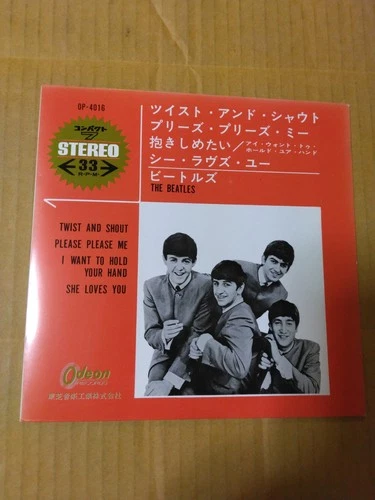 OP-4016
コンパクト
7
STEREO
33
ツイスト・アンド・シャウト
プリーズ・プリーズ・ミー
抱きしめたい／アイ・ウォント・トゥ・
ホールド・ユア・ハンド
シー・ラヴズ・ユー
ビートルズ
THE BEATLES
TWIST AND SHOUT
PLEASE PLEASE ME
I WANT TO HOLD
YOUR HAND
SHE LOVES YOU
Odeon
RECORDS
東芝音楽工業株式会社